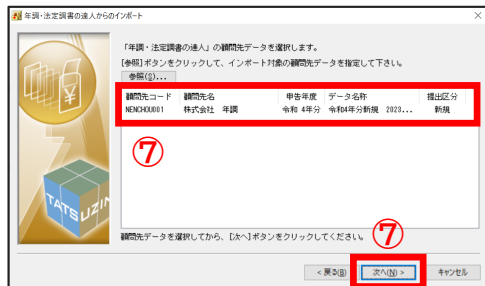 年調・法定調書の達人からのインポート
「年調・法定調書の達人」の顧問先データを選択します。
[参照]ボタンをクリックして、インポート対象の顧問先データを指定して下さい。
参照(S)...
顧問先コード 顧問先名 申告年度 データ名称 提出区分
NENCHOU001 株式会社 年調 令和 4年分 令和4年分新規 2023... 新規
⑦
TATSUZIN
顧問先データを選択してから、[次へ]ボタンをクリックしてください。
⑦
< 戻る(B) 次へ(N) > キャンセル